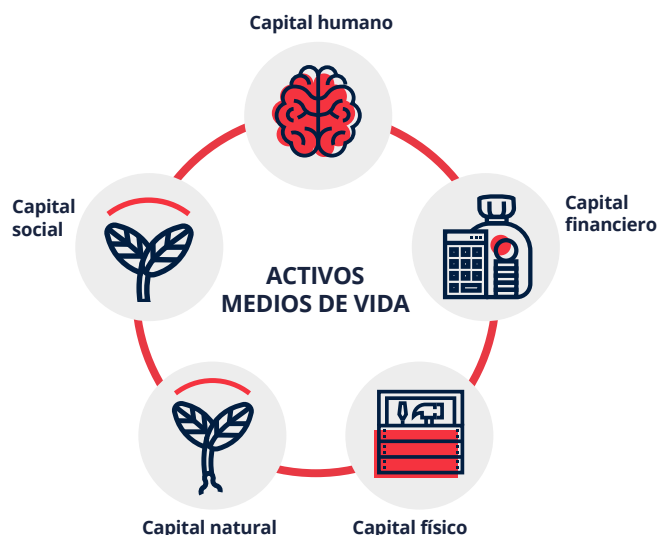 Capital humano
Capital
social
Capital
financiero
ACTIVOS
MEDIOS DE VIDA
Capital natural
Capital físico